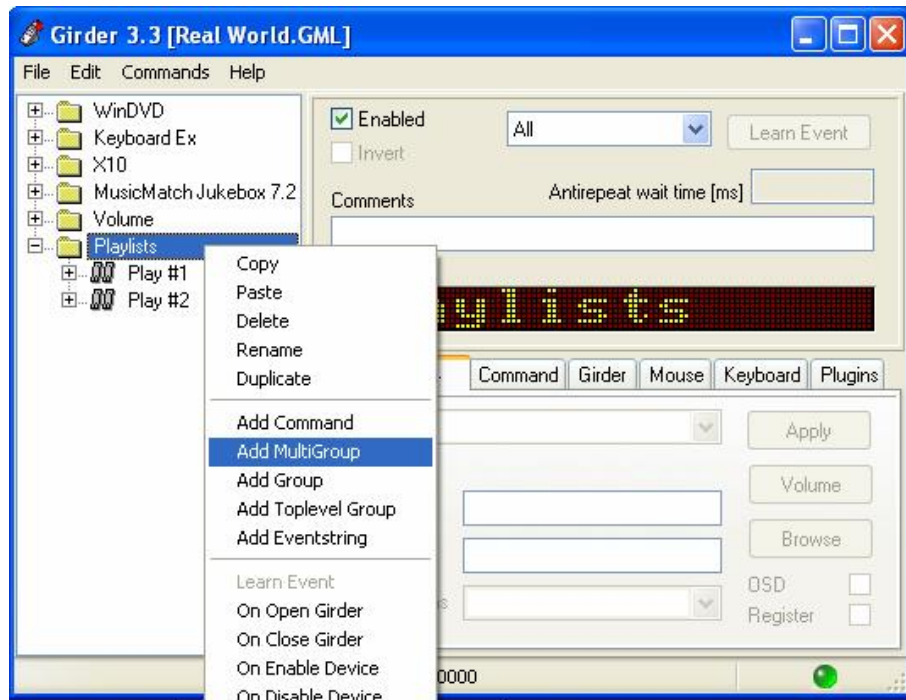 Girder 3.3 [Real World.GML]
File Edit Commands Help
WinDVD
Keyboard Ex
X10
MusicMatch Jukebox 7.2
Volume
Playlists
Play #1
Play #2
Enabled
All
Learn Event
Invert
Comments
Antirepeat wait time [ms]
ylists
Copy
Paste
Delete
Rename
Duplicate
Add Command
Add MultiGroup
Add Group
Add Toplevel Group
Add Eventstring
Learn Event
On Open Girder
On Close Girder
On Enable Device
On Disable Device
Command Girder Mouse Keyboard Plugins
Apply
Volume
Browse
OSD
Register
0000